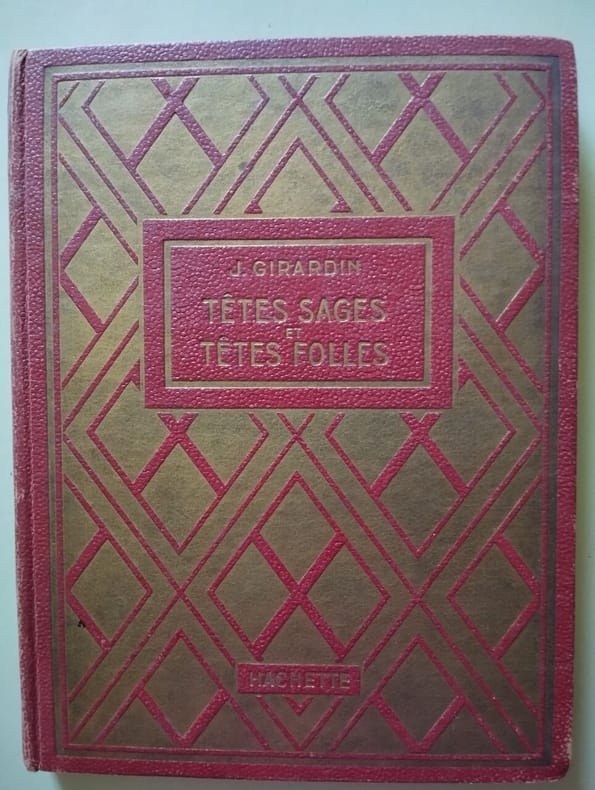 J. GIRARDIN
TÊTES SAGES
ET
TÊTES FOLLES
HACHETTE